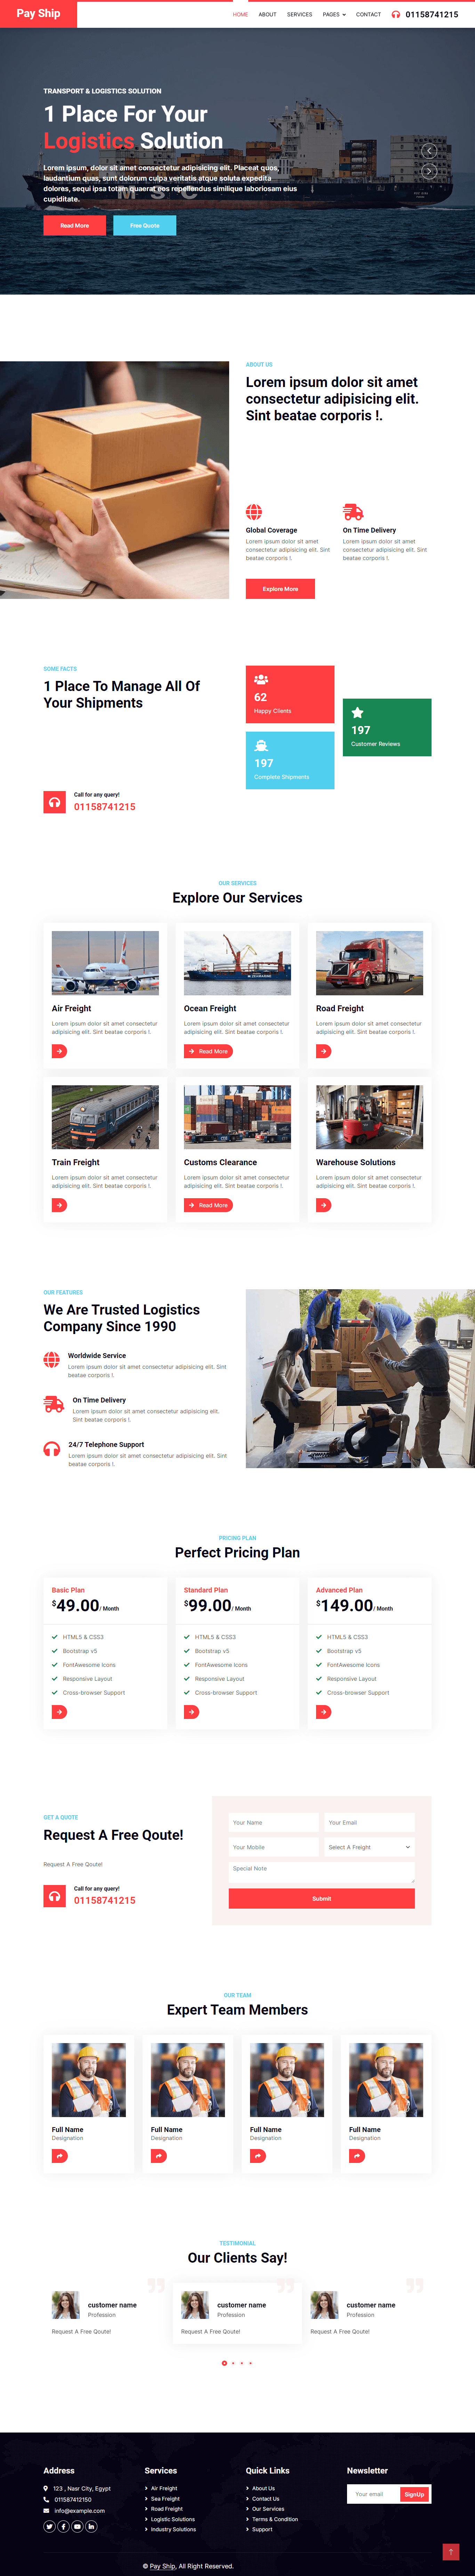 Pay Ship
HOME
ABOUT
SERVICES
PAGES
CONTACT
01158741215
TRANSPORT & LOGISTICS SOLUTION
1 Place For Your
Logistics Solution
Lorem ipsum, dolor sit amet consectetur adipisicing elit. Placeat quos,
laudantium quas, sunt dolorum culpa veritatis atque soluta expedita
dolores, sequi ipsa totam quaerat eos repellendus similique laboriosam eius
cupiditate.
Read More
Free Quote
ABOUT US
Lorem ipsum dolor sit amet
consectetur adipisicing elit.
Sint beatae corporis !.
Global Coverage
Lorem ipsum dolor sit amet
consectetur adipisicing elit. Sint
beatae corporis !.
On Time Delivery
Lorem ipsum dolor sit amet
consectetur adipisicing elit. Sint
beatae corporis !.
Explore More
SOME FACTS
1 Place To Manage All Of
Your Shipments
Call for any query!
01158741215
62
Happy Clients
197
Complete Shipments
197
Customer Reviews
OUR SERVICES
Explore Our Services
Air Freight
Lorem ipsum dolor sit amet consectetur
adipisicing elit. Sint beatae corporis !.
Ocean Freight
Lorem ipsum dolor sit amet consectetur
adipisicing elit. Sint beatae corporis !.
Read More
Road Freight
Lorem ipsum dolor sit amet consectetur
adipisicing elit. Sint beatae corporis !.
Train Freight
Lorem ipsum dolor sit amet consectetur
adipisicing elit. Sint beatae corporis !.
Customs Clearance
Lorem ipsum dolor sit amet consectetur
adipisicing elit. Sint beatae corporis !.
Read More
Warehouse Solutions
Lorem ipsum dolor sit amet consectetur
adipisicing elit. Sint beatae corporis !.
OUR FEATURES
We Are Trusted Logistics
Company Since 1990
Worldwide Service
Lorem ipsum dolor sit amet consectetur adipisicing elit. Sint
beatae corporis !.
On Time Delivery
Lorem ipsum dolor sit amet consectetur adipisicing elit.
Sint beatae corporis !.
24/7 Telephone Support
Lorem ipsum dolor sit amet consectetur adipisicing elit. Sint
beatae corporis !.
PRICING PLAN
Perfect Pricing Plan
Basic Plan
$49.00/ Month
HTML5 & CSS3
Bootstrap v5
FontAwesome Icons
Responsive Layout
Cross-browser Support
Standard Plan
$99.00/ Month
HTML5 & CSS3
Bootstrap v5
FontAwesome Icons
Responsive Layout
Cross-browser Support
Advanced Plan
$149.00/ Month
HTML5 & CSS3
Bootstrap v5
FontAwesome Icons
Responsive Layout
Cross-browser Support
GET A QUOTE
Request A Free Qoute!
Request A Free Qoute!
Call for any query!
01158741215
Your Name
Your Email
Your Mobile
Select A Freight
Special Note
Submit
OUR TEAM
Expert Team Members
Full Name
Designation
Full Name
Designation
Full Name
Designation
Full Name
Designation
TESTIMONIAL
Our Clients Say!
customer name
Profession
Request A Free Qoute!
customer name
Profession
Request A Free Qoute!
customer name
Profession
Request A Free Qoute!
Address
123 , Nasr City, Egypt
011587412150
info@example.com
Services
Air Freight
Sea Freight
Road Freight
Logistic Solutions
Industry Solutions
Quick Links
About Us
Contact Us
Our Services
Terms & Condition
Support
Newsletter
Your email
SignUp
© Pay Ship, All Right Reserved.